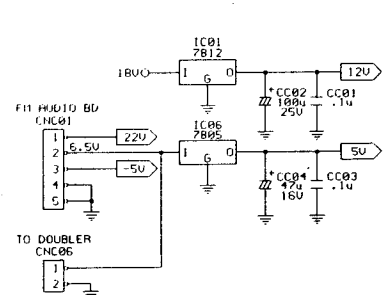 IC01
7812
18V
I O
G
12V
+CC02
100u
25V
CC01
.1u
FM AUDIO BD
CNC01
1
22V
2
6.5V
3
-5V
4
5
IC06
7805
I O
G
5V
+CC04
47u
16V
CC03
.1u
TO DOUBLER
CNC06
1
2